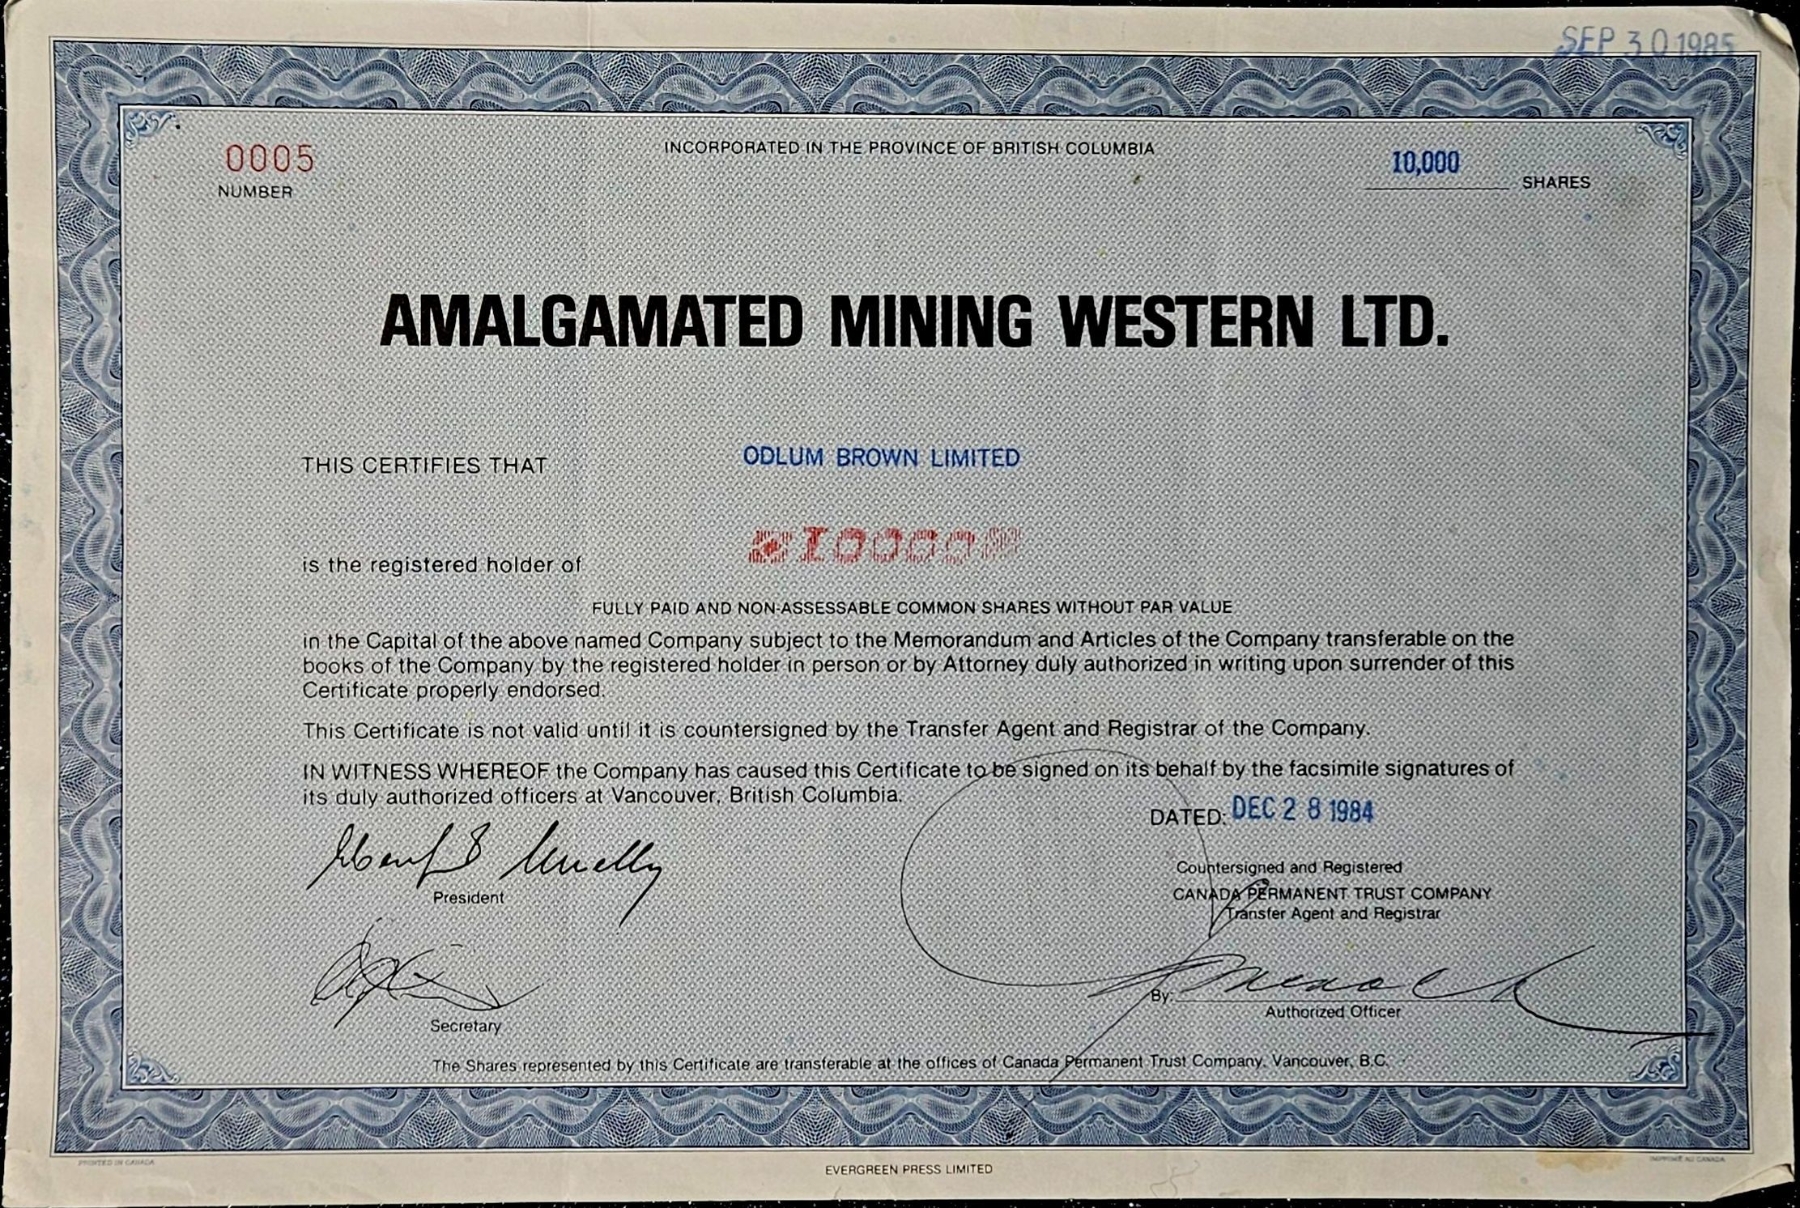 SEP 30 1985
0005
NUMBER
INCORPORATED IN THE PROVINCE OF BRITISH COLUMBIA
10,000
SHARES
AMALGAMATED MINING WESTERN LTD.
THIS CERTIFIES THAT
ODLUM BROWN LIMITED
is the registered holder of
10000
FULLY PAID AND NON-ASSESSABLE COMMON SHARES WITHOUT PAR VALUE
in the Capital of the above named Company subject to the Memorandum and Articles of the Company transferable on the
books of the Company by the registered holder in person or by Attorney duly authorized in writing upon surrender of this
Certificate properly endorsed.
This Certificate is not valid until it is countersigned by the Transfer Agent and Registrar of the Company.
IN WITNESS WHEREOF the Company has caused this Certificate to be signed on its behalf by the facsimile signatures of
its duly authorized officers at Vancouver, British Columbia.
DATED: DEC 28 1984
President
Countersigned and Registered
CANADA PERMANENT TRUST COMPANY
Transfer Agent and Registrar
Secretary
By:
Authorized Officer
The Shares represented by this Certificate are transferable at the offices of Canada Permanent Trust Company, Vancouver, B.C.
PRINTED IN CANADA
EVERGREEN PRESS LIMITED
IMPRIMÉ AU CANADA